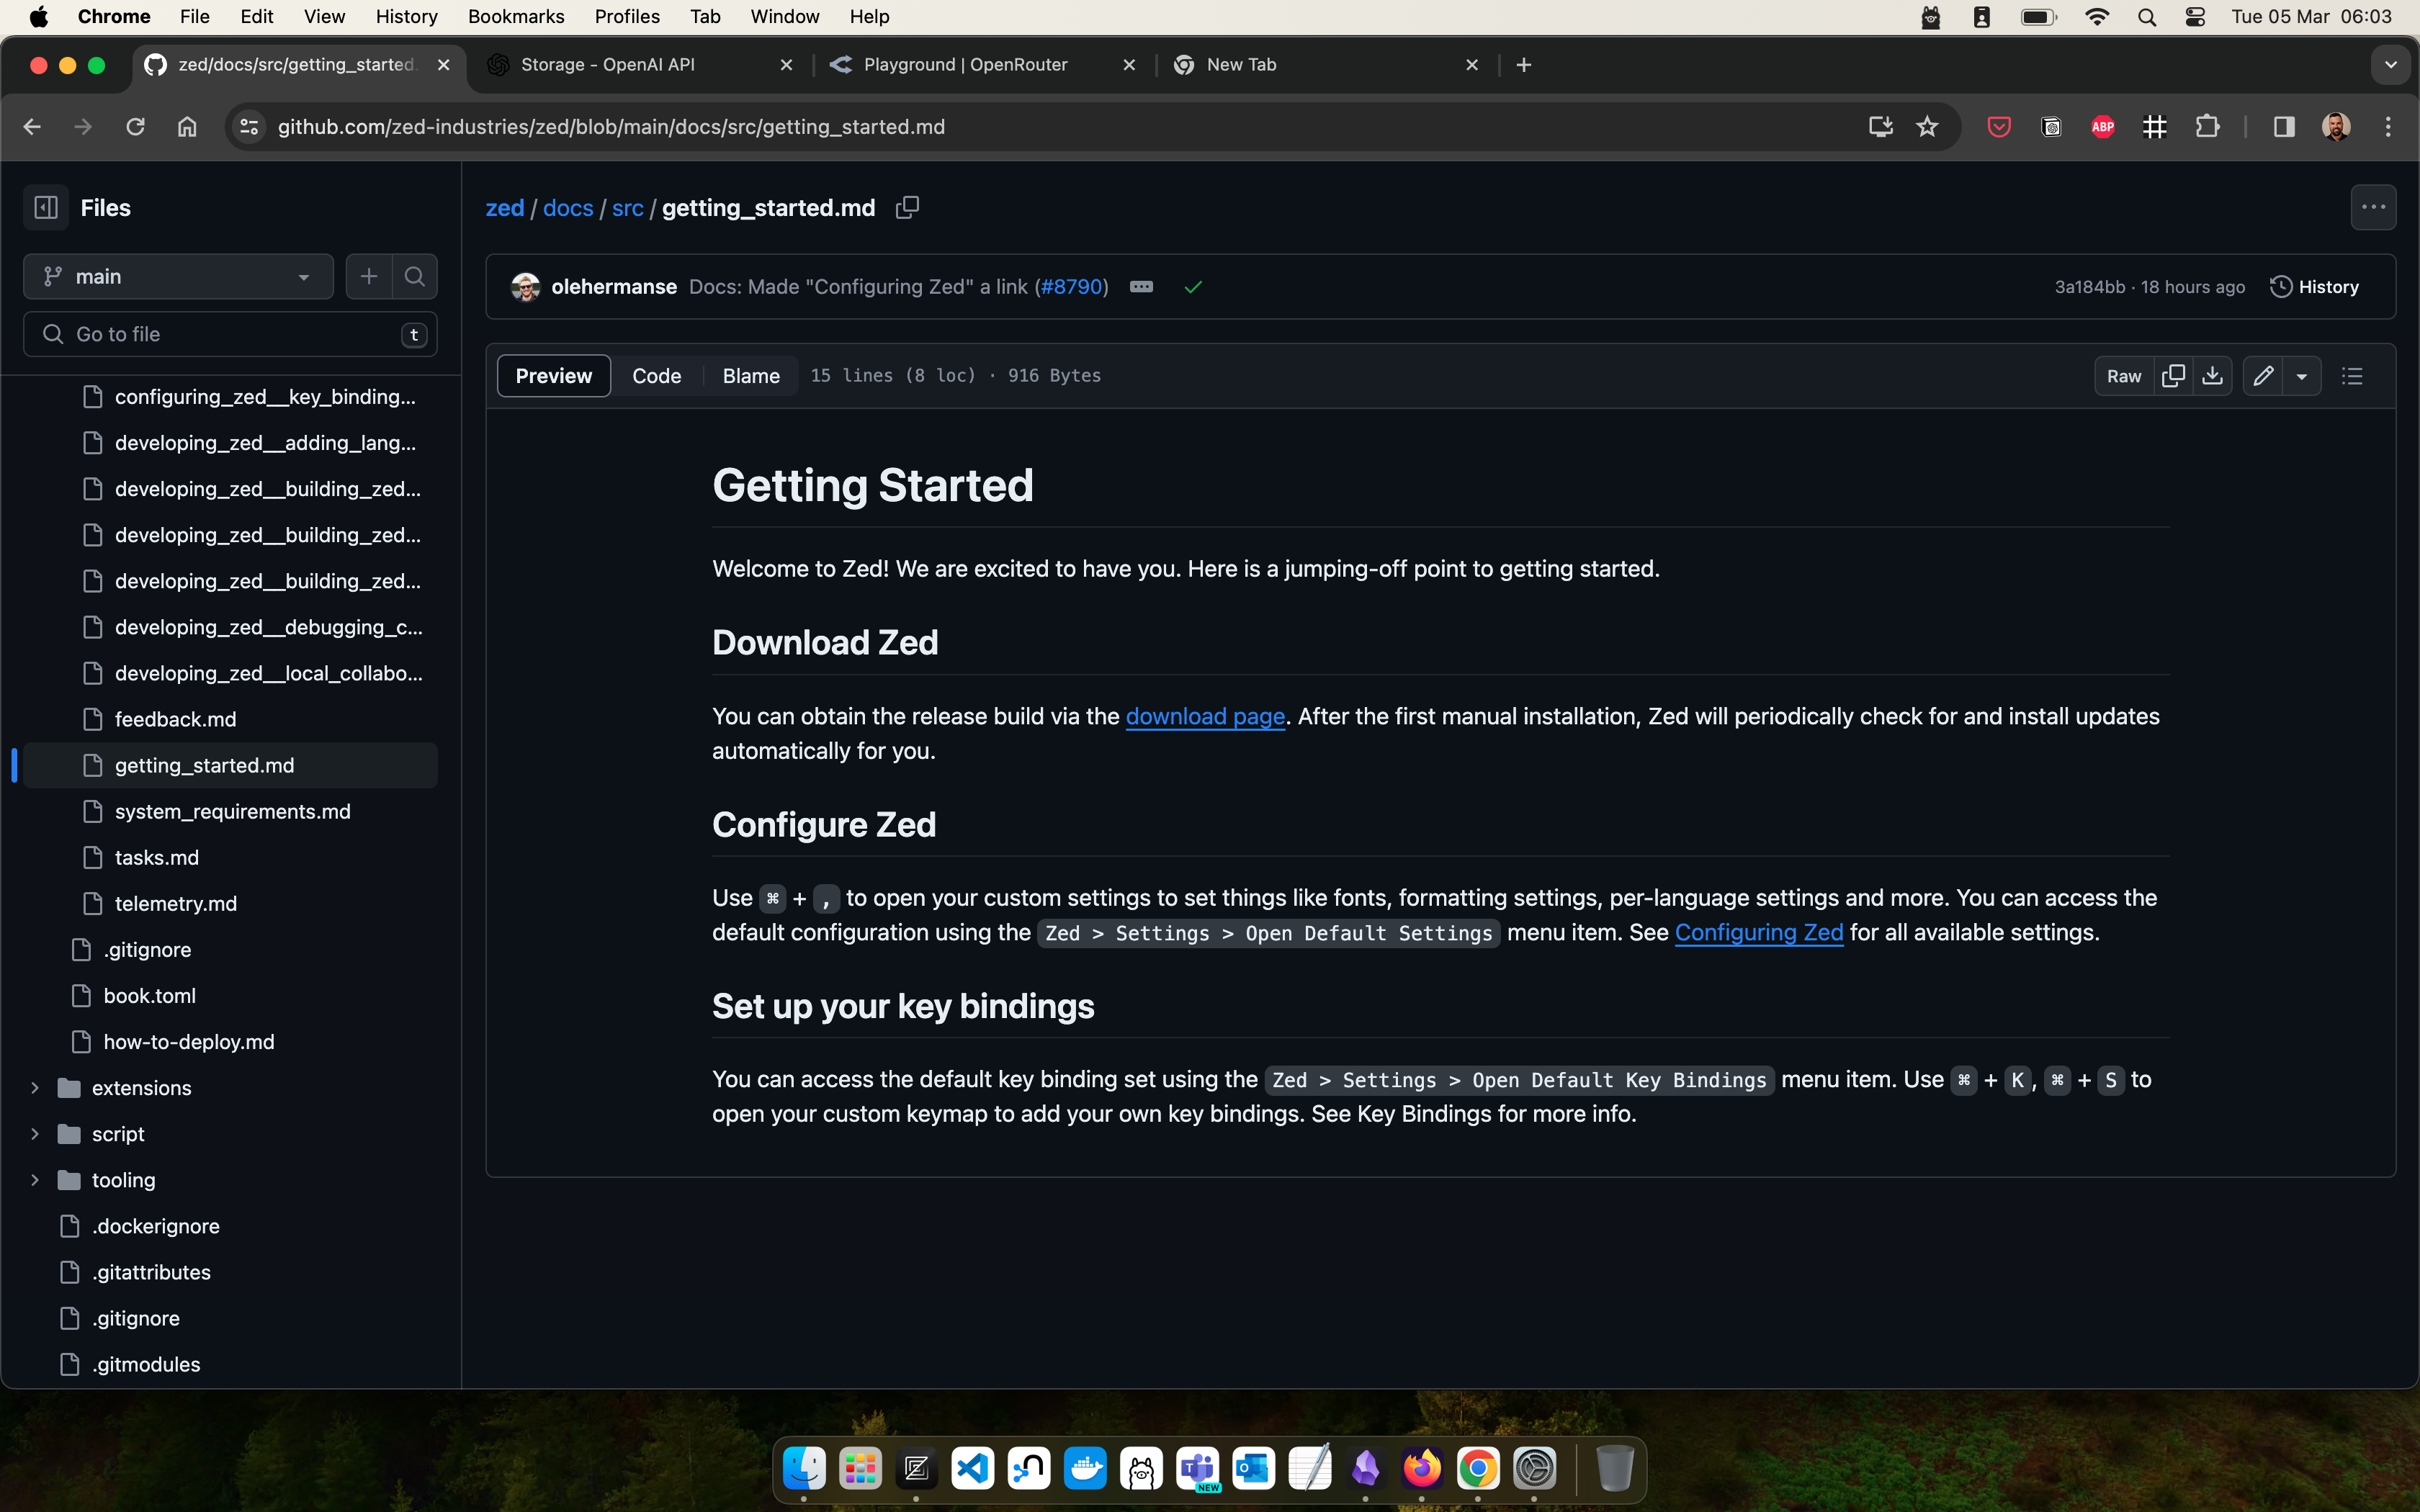 Chrome File Edit View History Bookmarks Profiles Tab Window Help Tue 05 Mar 06:03
zed/docs/src/getting_started. Storage - OpenAI API Playground | OpenRouter New Tab
github.com/zed-industries/zed/blob/main/docs/src/getting_started.md ABP
Files
main
Go to file t
configuring_zed__key_binding...
developing_zed__adding_lang...
developing_zed__building_zed...
developing_zed__building_zed...
developing_zed__building_zed...
developing_zed__debugging_c...
developing_zed__local_collabo...
feedback.md
getting_started.md
system_requirements.md
tasks.md
telemetry.md
.gitignore
book.toml
how-to-deploy.md
extensions
script
tooling
.dockerignore
.gitattributes
.gitignore
.gitmodules
zed / docs / src / getting_started.md
olehermanse Docs: Made "Configuring Zed" a link (#8790) 3a184bb · 18 hours ago History
Preview Code Blame 15 lines (8 loc) · 916 Bytes Raw
Getting Started
Welcome to Zed! We are excited to have you. Here is a jumping-off point to getting started.
Download Zed
You can obtain the release build via the download page. After the first manual installation, Zed will periodically check for and install updates
automatically for you.
Configure Zed
Use ⌘ + , to open your custom settings to set things like fonts, formatting settings, per-language settings and more. You can access the
default configuration using the Zed > Settings > Open Default Settings menu item. See Configuring Zed for all available settings.
Set up your key bindings
You can access the default key binding set using the Zed > Settings > Open Default Key Bindings menu item. Use ⌘ + K, ⌘ + S to
open your custom keymap to add your own key bindings. See Key Bindings for more info.
NEW